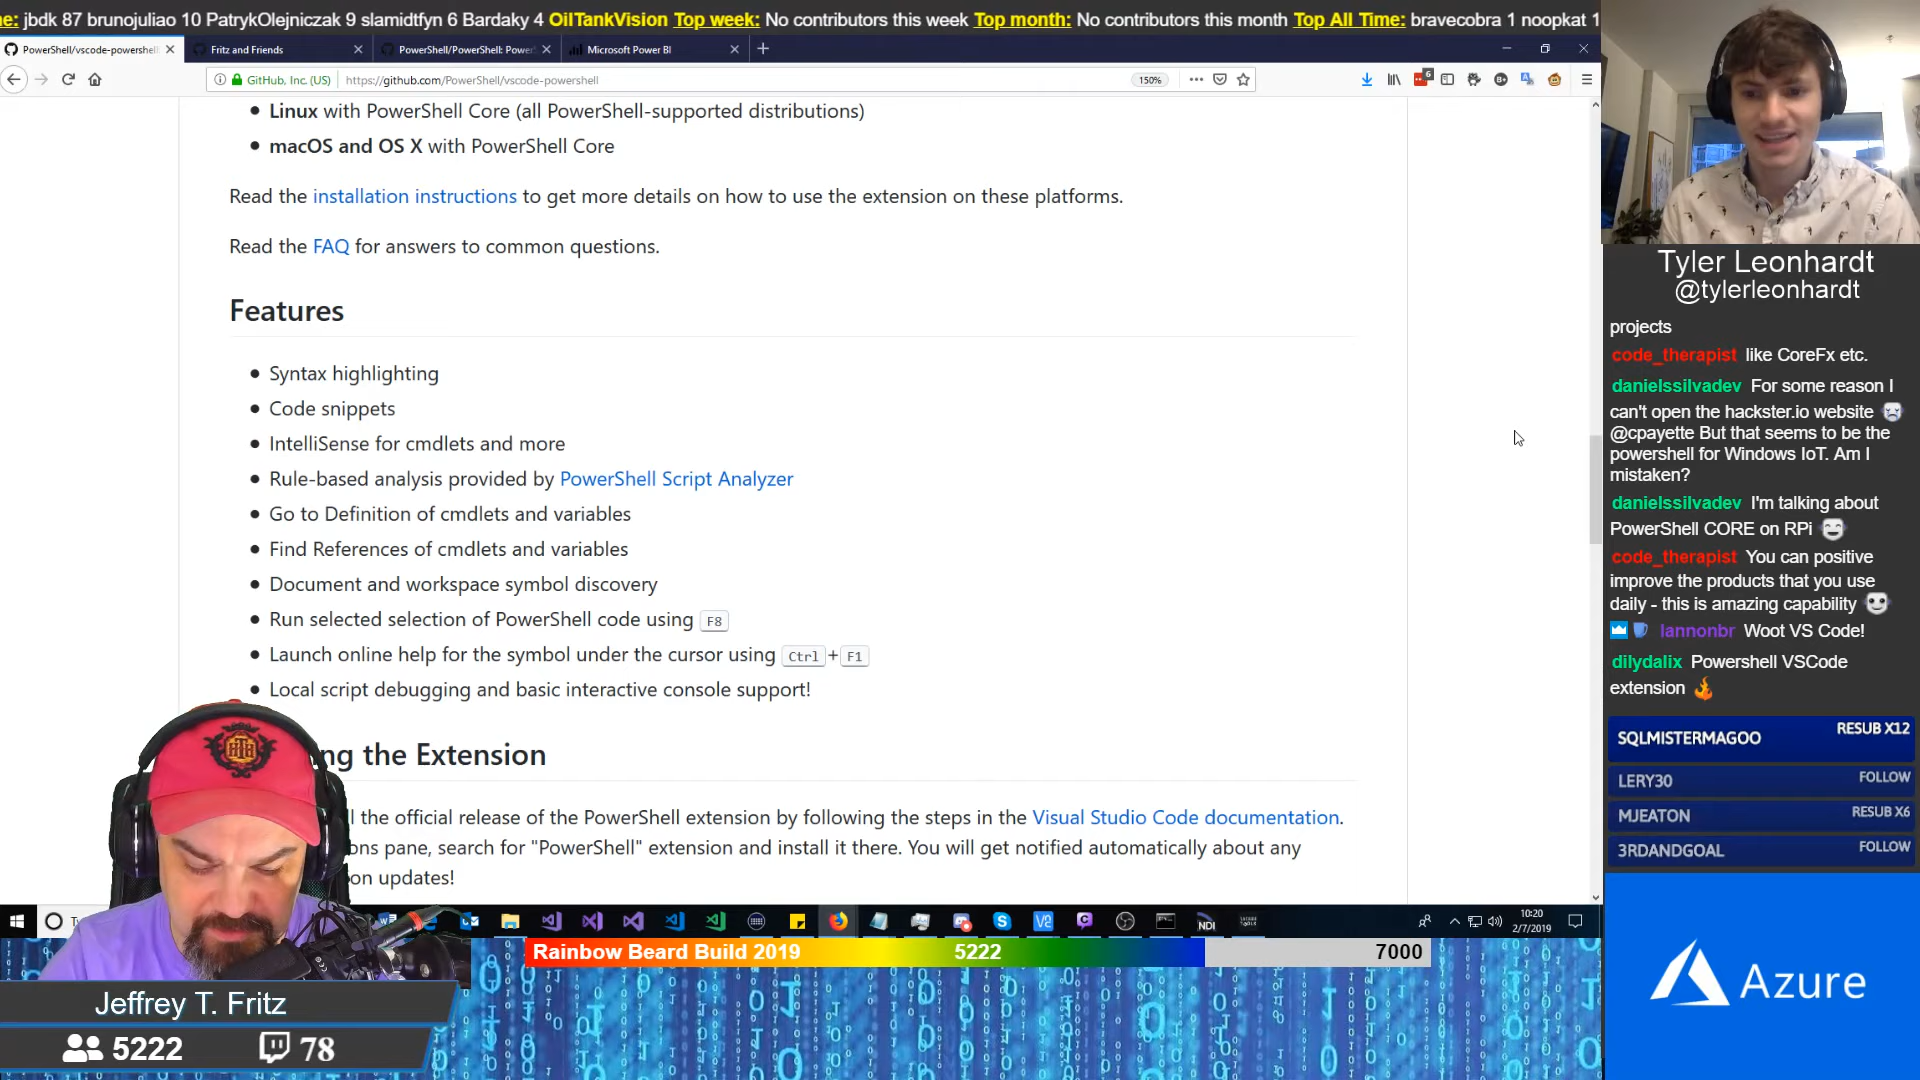 ne: jbdk 87 brunojuliao 10 PatrykOlejniczak 9 slamidtfyn 6 Bardaky 4 OilTankVision Top week: No contributors this week Top month: No contributors this month Top All Time: bravecobra 1 noopkat 1
PowerShell/vscode-powershell
Fritz and Friends
PowerShell/PowerShell: Power
Microsoft Power BI
GitHub, Inc. (US)
https://github.com/PowerShell/vscode-powershell
150%
6
Linux with PowerShell Core (all PowerShell-supported distributions)
macOS and OS X with PowerShell Core
Read the installation instructions to get more details on how to use the extension on these platforms.
Read the FAQ for answers to common questions.
Features
Syntax highlighting
Code snippets
IntelliSense for cmdlets and more
Rule-based analysis provided by PowerShell Script Analyzer
Go to Definition of cmdlets and variables
Find References of cmdlets and variables
Document and workspace symbol discovery
Run selected selection of PowerShell code using F8
Launch online help for the symbol under the cursor using Ctrl + F1
Local script debugging and basic interactive console support!
ng the Extension
ll the official release of the PowerShell extension by following the steps in the Visual Studio Code documentation.
ons pane, search for "PowerShell" extension and install it there. You will get notified automatically about any
on updates!
Tyler Leonhardt
@tylerleonhardt
projects
code_therapist like CoreFx etc.
danielssilvadev For some reason I
can't open the hackster.io website
@cpayette But that seems to be the
powershell for Windows IoT. Am I
mistaken?
danielssilvadev I'm talking about
PowerShell CORE on RPi
code_therapist You can positive
improve the products that you use
daily - this is amazing capability
lannonbr Woot VS Code!
dilydalix Powershell VSCode
extension
SQLMISTERMAGOO RESUB X12
LERY30 FOLLOW
MJEATON RESUB X6
3RDANDGOAL FOLLOW
Azure
NDI
10:20
2/7/2019
Rainbow Beard Build 2019 5222 7000
Jeffrey T. Fritz
5222 78